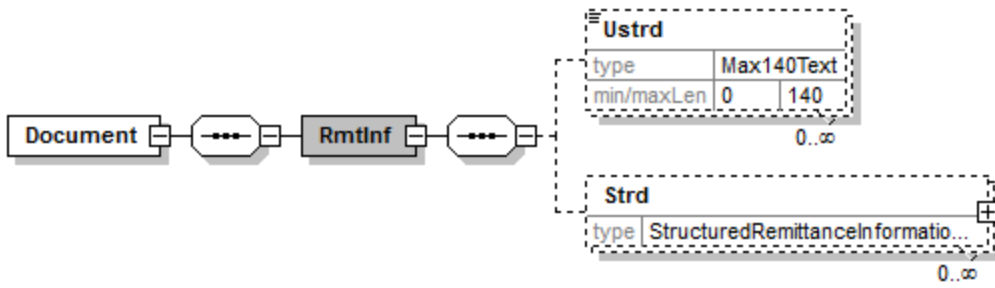 Ustrd
type Max140Text
min/maxLen 0 140
0..∞
Document RmtInf
Strd
type StructuredRemittanceInformatio...
0..∞